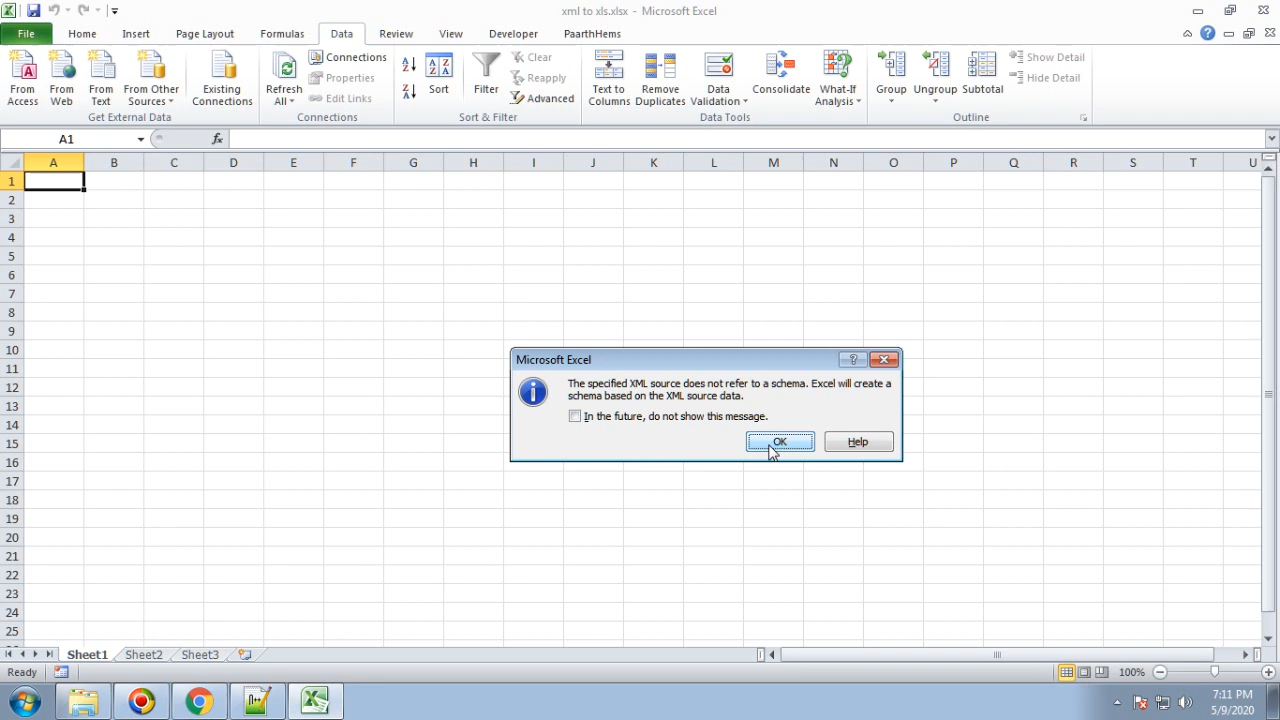 xml to xls.xlsx - Microsoft Excel
File Home Insert Page Layout Formulas Data Review View Developer PaarthHems
From Access
From Web
From Text
From Other Sources
Existing Connections
Get External Data
Refresh All
Connections
Properties
Edit Links
Connections
Sort
Filter
Clear
Reapply
Advanced
Sort & Filter
Text to Columns
Remove Duplicates
Data Validation
Consolidate
What-If Analysis
Data Tools
Group
Ungroup
Subtotal
Show Detail
Hide Detail
Outline
A1 fx
A B C D E F G H I J K L M N O P Q R S T U
1
2
3
4
5
6
7
8
9
10
11
12
13
14
15
16
17
18
19
20
21
22
23
24
25
Microsoft Excel
The specified XML source does not refer to a schema. Excel will create a
schema based on the XML source data.
In the future, do not show this message.
OK Help
Sheet1 Sheet2 Sheet3
Ready 100%
7:11 PM
5/9/2020